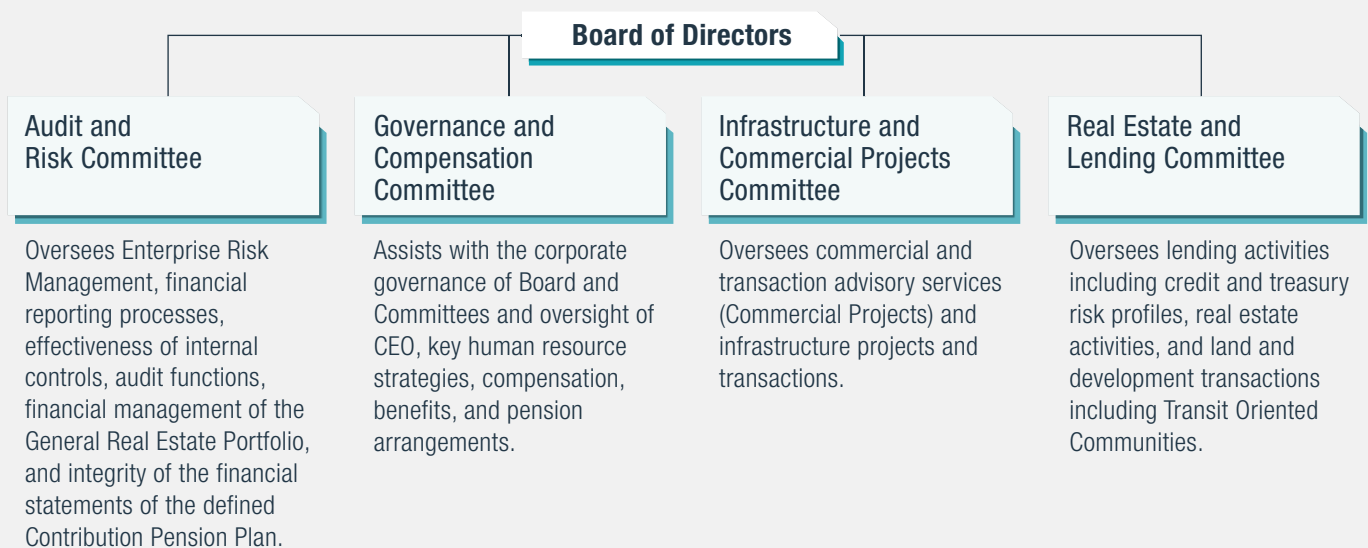 Board of Directors
Audit and
Risk Committee
Oversees Enterprise Risk
Management, financial
reporting processes,
effectiveness of internal
controls, audit functions,
financial management of the
General Real Estate Portfolio,
and integrity of the financial
statements of the defined
Contribution Pension Plan.
Governance and
Compensation
Committee
Assists with the corporate
governance of Board and
Committees and oversight of
CEO, key human resource
strategies, compensation,
benefits, and pension
arrangements.
Infrastructure and
Commercial Projects
Committee
Oversees commercial and
transaction advisory services
(Commercial Projects) and
infrastructure projects and
transactions.
Real Estate and
Lending Committee
Oversees lending activities
including credit and treasury
risk profiles, real estate
activities, and land and
development transactions
including Transit Oriented
Communities.